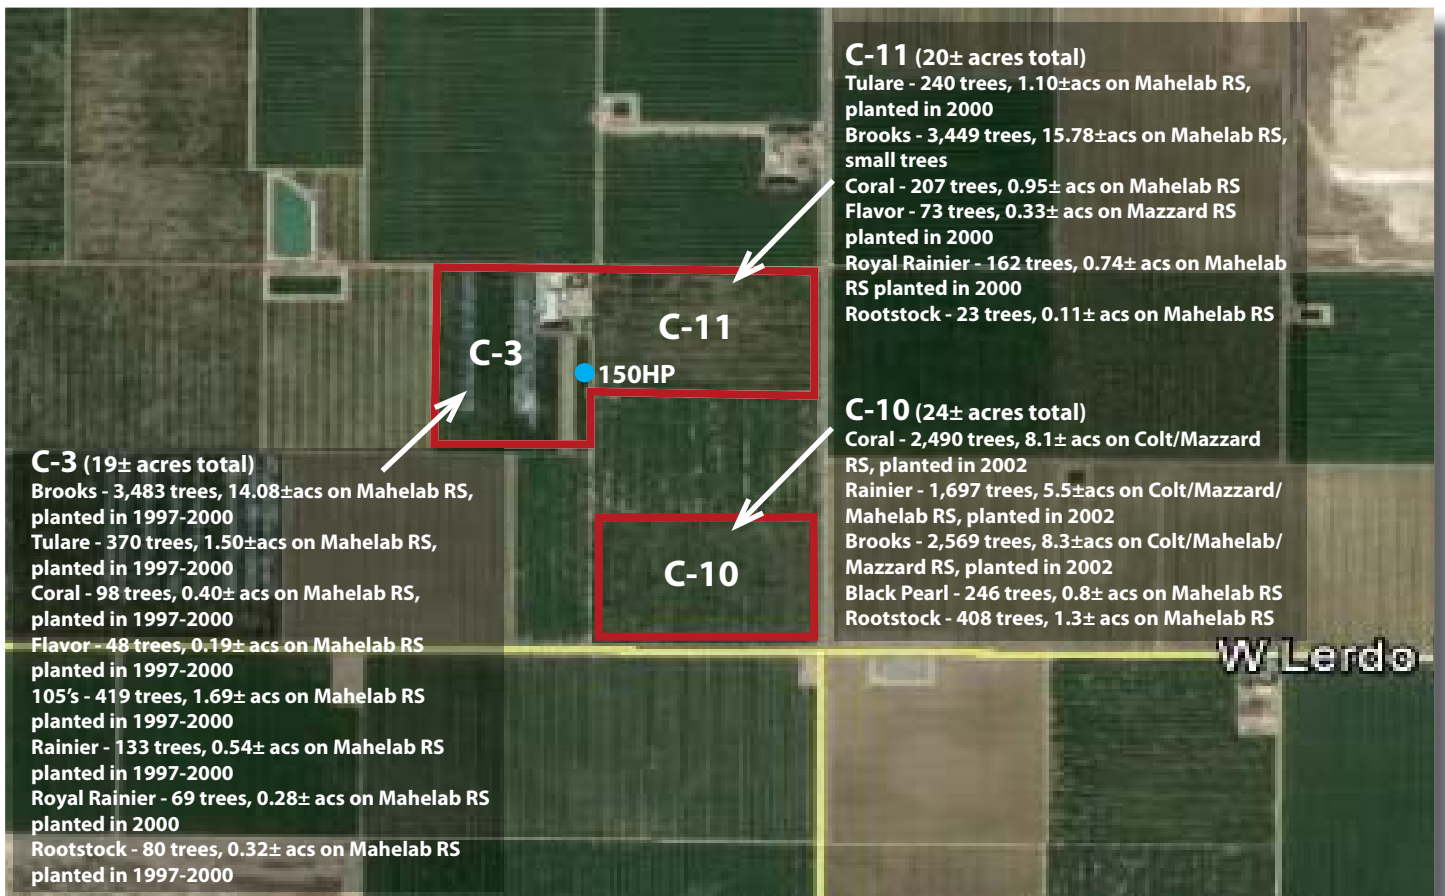 C-11 (20± acres total)
Tulare - 240 trees, 1.10±acs on Mahelab RS,
planted in 2000
Brooks - 3,449 trees, 15.78±acs on Mahelab RS,
small trees
Coral - 207 trees, 0.95± acs on Mahelab RS
Flavor - 73 trees, 0.33± acs on Mazzard RS
planted in 2000
Royal Rainier - 162 trees, 0.74± acs on Mahelab
RS planted in 2000
Rootstock - 23 trees, 0.11± acs on Mahelab RS
C-11
C-3
150HP
C-10 (24± acres total)
Coral - 2,490 trees, 8.1± acs on Colt/Mazzard
RS, planted in 2002
Rainier - 1,697 trees, 5.5±acs on Colt/Mazzard/
Mahelab RS, planted in 2002
Brooks - 2,569 trees, 8.3±acs on Colt/Mahelab/
Mazzard RS, planted in 2002
Black Pearl - 246 trees, 0.8± acs on Mahelab RS
Rootstock - 408 trees, 1.3± acs on Mahelab RS
C-10
W Lerdo
C-3 (19± acres total)
Brooks - 3,483 trees, 14.08±acs on Mahelab RS,
planted in 1997-2000
Tulare - 370 trees, 1.50±acs on Mahelab RS,
planted in 1997-2000
Coral - 98 trees, 0.40± acs on Mahelab RS,
planted in 1997-2000
Flavor - 48 trees, 0.19± acs on Mahelab RS
planted in 1997-2000
105's - 419 trees, 1.69± acs on Mahelab RS
planted in 1997-2000
Rainier - 133 trees, 0.54± acs on Mahelab RS
planted in 1997-2000
Royal Rainier - 69 trees, 0.28± acs on Mahelab RS
planted in 2000
Rootstock - 80 trees, 0.32± acs on Mahelab RS
planted in 1997-2000